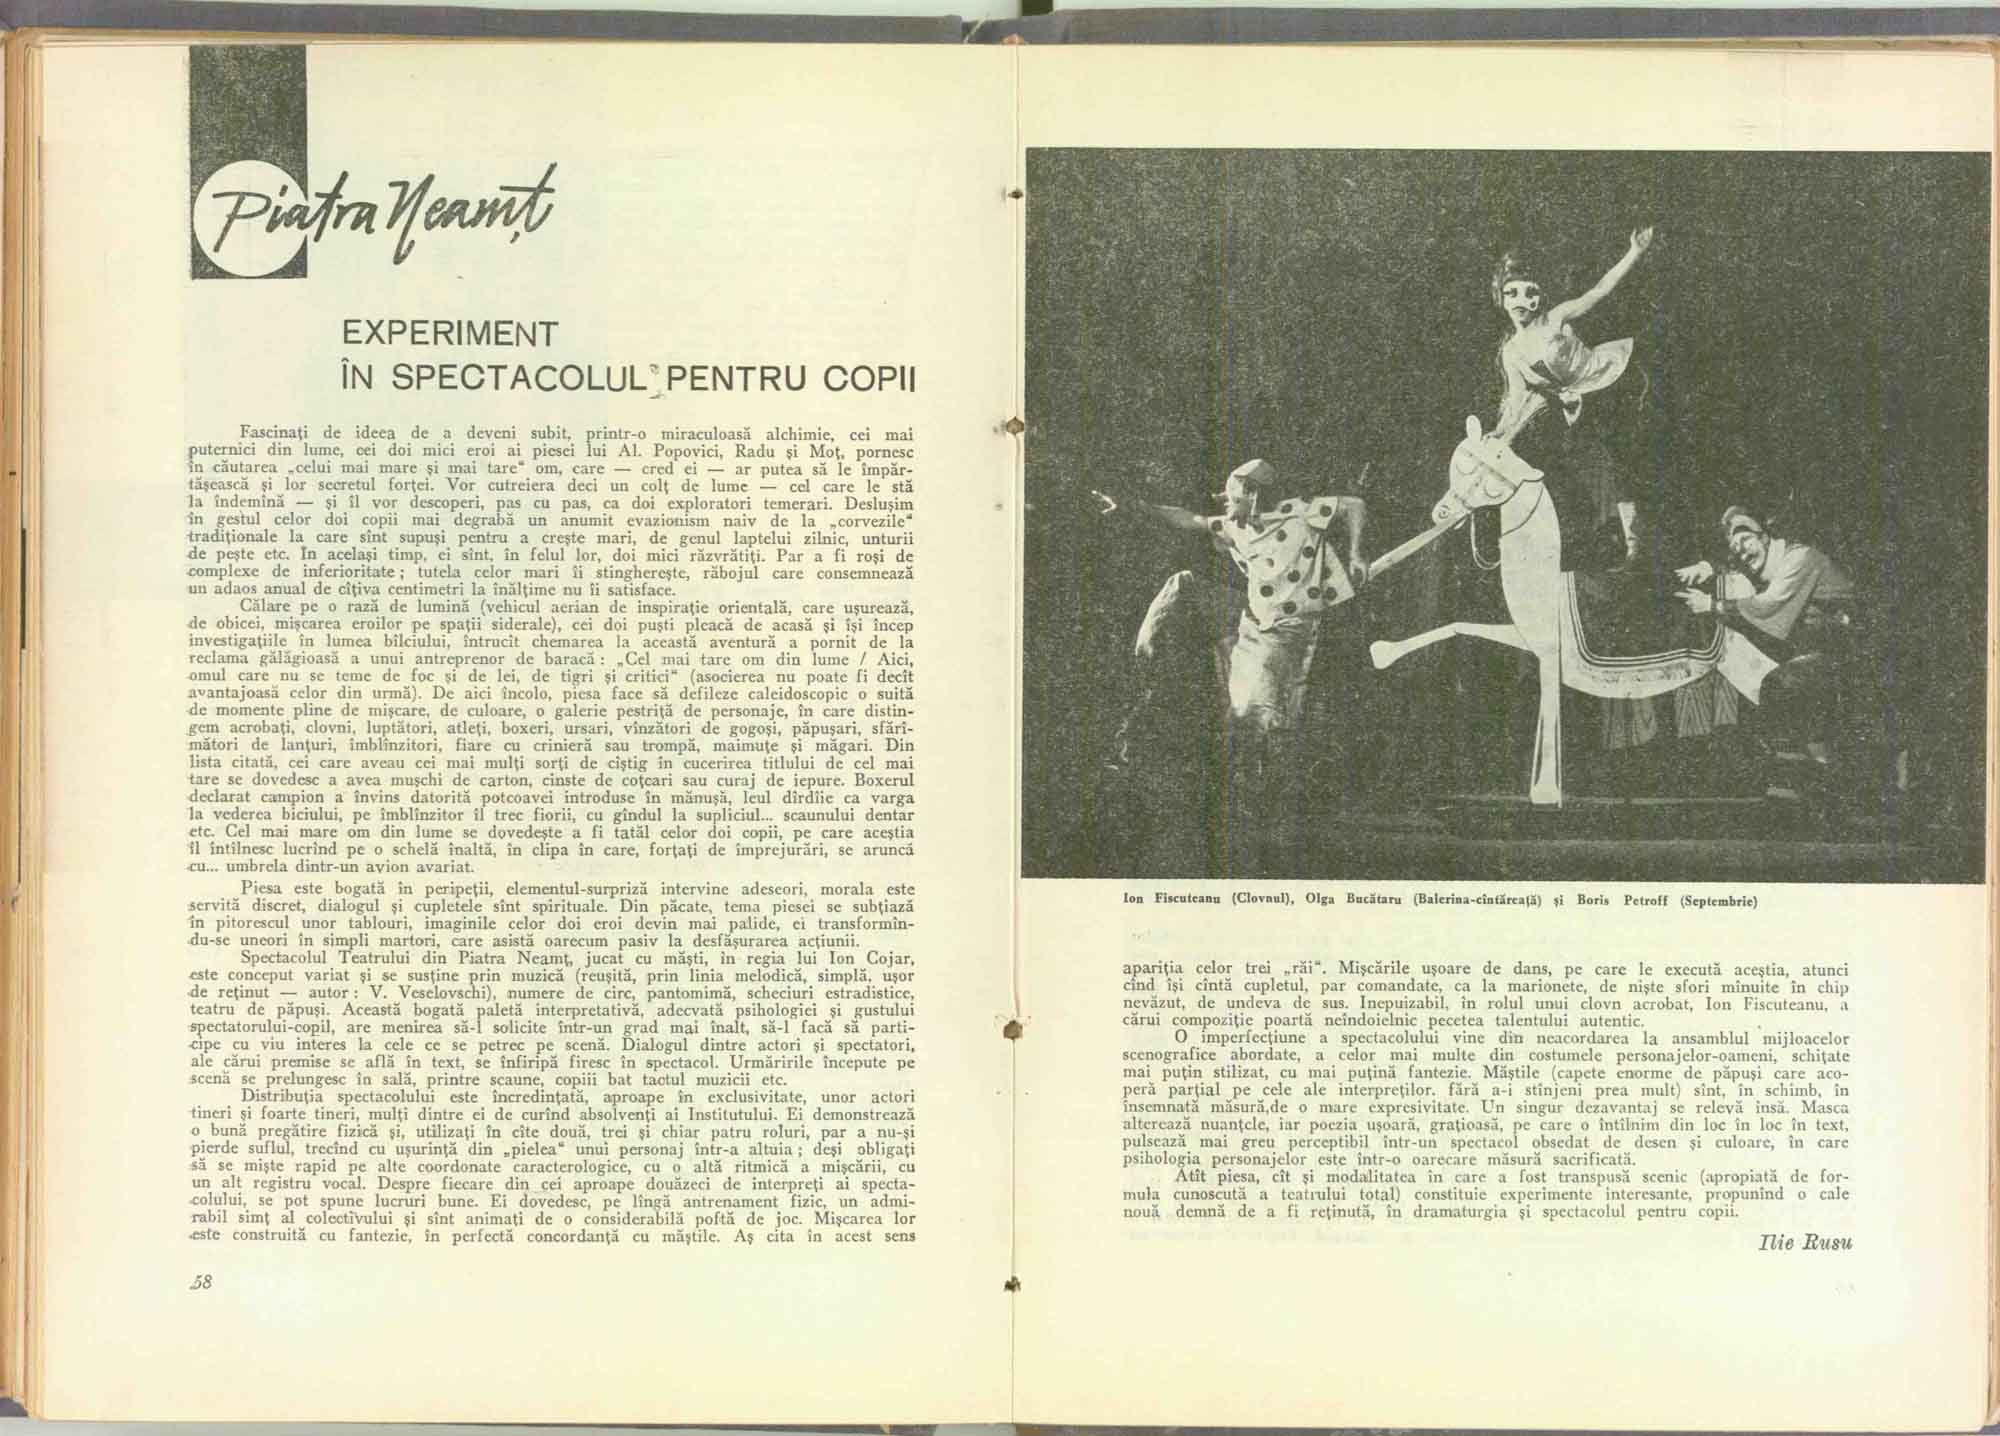 Piatra Neamț
EXPERIMENT
ÎN SPECTACOLUL PENTRU COPII
Fascinați de ideea de a deveni subit, printr-o miraculoasă alchimie, cei mai
puternici din lume, cei doi mici eroi ai piesei lui Al. Popovici, Radu și Moț, pornesc
în căutarea „celui mai mare și mai tare“ om, care — cred ei — ar putea să le împăr-
tășească și lor secretul forței. Vor cutreiera deci un colț de lume — cel care le stă
la îndemînă — și îl vor descoperi, pas cu pas, ca doi exploratori temerari. Deslușim
în gestul celor doi copii mai degrabă un anumit evazionism naiv de la „corvezile“
tradiționale la care sînt supuși pentru a crește mari, de genul laptelui zilnic, unturii
de pește etc. În același timp, ei sînt, în felul lor, doi mici răzvrătiți. Par a fi roși de
complexe de inferioritate ; tutela celor mari îi stingherește, răbojul care consemnează
un adaos anual de cîțiva centimetri la înălțime nu îi satisface.
Călare pe o rază de lumină (vehicul aerian de inspirație orientală, care ușurează,
de obicei, mișcarea eroilor pe spații siderale), cei doi puști pleacă de acasă și își încep
investigațiile în lumea bîlciului, întrucît chemarea la această aventură a pornit de la
reclama gălăgioasă a unui antreprenor de baracă : „Cel mai tare om din lume / Aici,
omul care nu se teme de foc și de lei, de tigri și critici“ (asocierea nu poate fi decît
avantajoasă celor din urmă). De aici încolo, piesa face să defileze caleidoscopic o suită
de momente pline de mișcare, de culoare, o galerie pestriță de personaje, în care distin-
gem acrobați, clovni, luptători, atleți, boxeri, ursari, vînzători de gogoși, păpușari, sfărî-
mători de lanțuri, îmblînzitori, fiare cu crinieră sau trompă, maimuțe și măgari. Din
lista citată, cei care aveau cei mai mulți sorți de cîștig în cucerirea titlului de cel mai
tare se dovedesc a avea mușchi de carton, cinste de coțcari sau curaj de iepure. Boxerul
declarat campion a învins datorită potcoavei introduse în mănușă, leul dîrdîie ca varga
la vederea biciului, pe îmblînzitor îl trec fiorii, cu gîndul la supliciul... scaunului dentar
etc. Cel mai mare om din lume se dovedește a fi tatăl celor doi copii, pe care aceștia
îl întîlnesc lucrînd pe o schelă înaltă, în clipa în care, forțați de împrejurări, se aruncă
cu... umbrela dintr-un avion avariat.
Piesa este bogată în peripeții, elementul-surpriză intervine adeseori, morala este
servită discret, dialogul și cupletele sînt spirituale. Din păcate, tema piesei se subțiază
în pitorescul unor tablouri, imaginile celor doi eroi devin mai palide, ei transformîn-
du-se uneori în simpli martori, care asistă oarecum pasiv la desfășurarea acțiunii.
Spectacolul Teatrului din Piatra Neamț, jucat cu măști, în regia lui Ion Cojar,
este conceput variat și se susține prin muzică (reușită, prin linia melodică, simplă, ușor
de reținut — autor : V. Veselovschi), numere de circ, pantomimă, scheciuri estradistice,
teatru de păpuși. Această bogată paletă interpretativă, adecvată psihologiei și gustului
spectatorului-copil, are menirea să-l solicite într-un grad mai înalt, să-l facă să parti-
cipe cu viu interes la cele ce se petrec pe scenă. Dialogul dintre actori și spectatori,
ale cărui premise se află în text, se înfiripă firesc în spectacol. Urmăririle începute pe
scenă se prelungesc în sală, printre scaune, copiii bat tactul muzicii etc.
Distribuția spectacolului este încredințată, aproape în exclusivitate, unor actori
tineri și foarte tineri, mulți dintre ei de curînd absolvenți ai Institutului. Ei demonstrează
o bună pregătire fizică și, utilizați în cîte două, trei și chiar patru roluri, par a nu-și
pierde suflul, trecînd cu ușurință din „pielea“ unui personaj într-a altuia ; deși obligați
să se miște rapid pe alte coordonate caracterologice, cu o altă ritmică a mișcării, cu
un alt registru vocal. Despre fiecare din cei aproape douăzeci de interpreți ai specta-
colului, se pot spune lucruri bune. Ei dovedesc, pe lîngă antrenament fizic, un admi-
rabil simț al colectivului și sînt animați de o considerabilă poftă de joc. Mișcarea lor
este construită cu fantezie, în perfectă concordanță cu măștile. Aș cita în acest sens
58
Ion Fiscuteanu (Clovnul), Olga Bucătaru (Balerina-cîntăreață) și Boris Petroff (Septembrie)
apariția celor trei „răi“. Mișcările ușoare de dans, pe care le execută aceștia, atunci
cînd își cîntă cupletul, par comandate, ca la marionete, de niște sfori mînuite în chip
nevăzut, de undeva de sus. Inepuizabil, în rolul unui clovn acrobat, Ion Fiscuteanu, a
cărui compoziție poartă neîndoielnic pecetea talentului autentic.
O imperfecțiune a spectacolului vine din neacordarea la ansamblul mijloacelor
scenografice abordate, a celor mai multe din costumele personajelor-oameni, schițate
mai puțin stilizat, cu mai puțină fantezie. Măștile (capete enorme de păpuși care aco-
peră parțial pe cele ale interpreților. fără a-i stînjeni prea mult) sînt, în schimb, în
însemnată măsură,de o mare expresivitate. Un singur dezavantaj se relevă însă. Masca
alterează nuanțele, iar poezia ușoară, grațioasă, pe care o întîlnim din loc în loc în text,
pulsează mai greu perceptibil într-un spectacol obsedat de desen și culoare, în care
psihologia personajelor este într-o oarecare măsură sacrificată.
Atît piesa, cît și modalitatea în care a fost transpusă scenic (apropiată de for-
mula cunoscută a teatrului total) constituie experimente interesante, propunînd o cale
nouă demnă de a fi reținută, în dramaturgia și spectacolul pentru copii.
Ilie Rusu